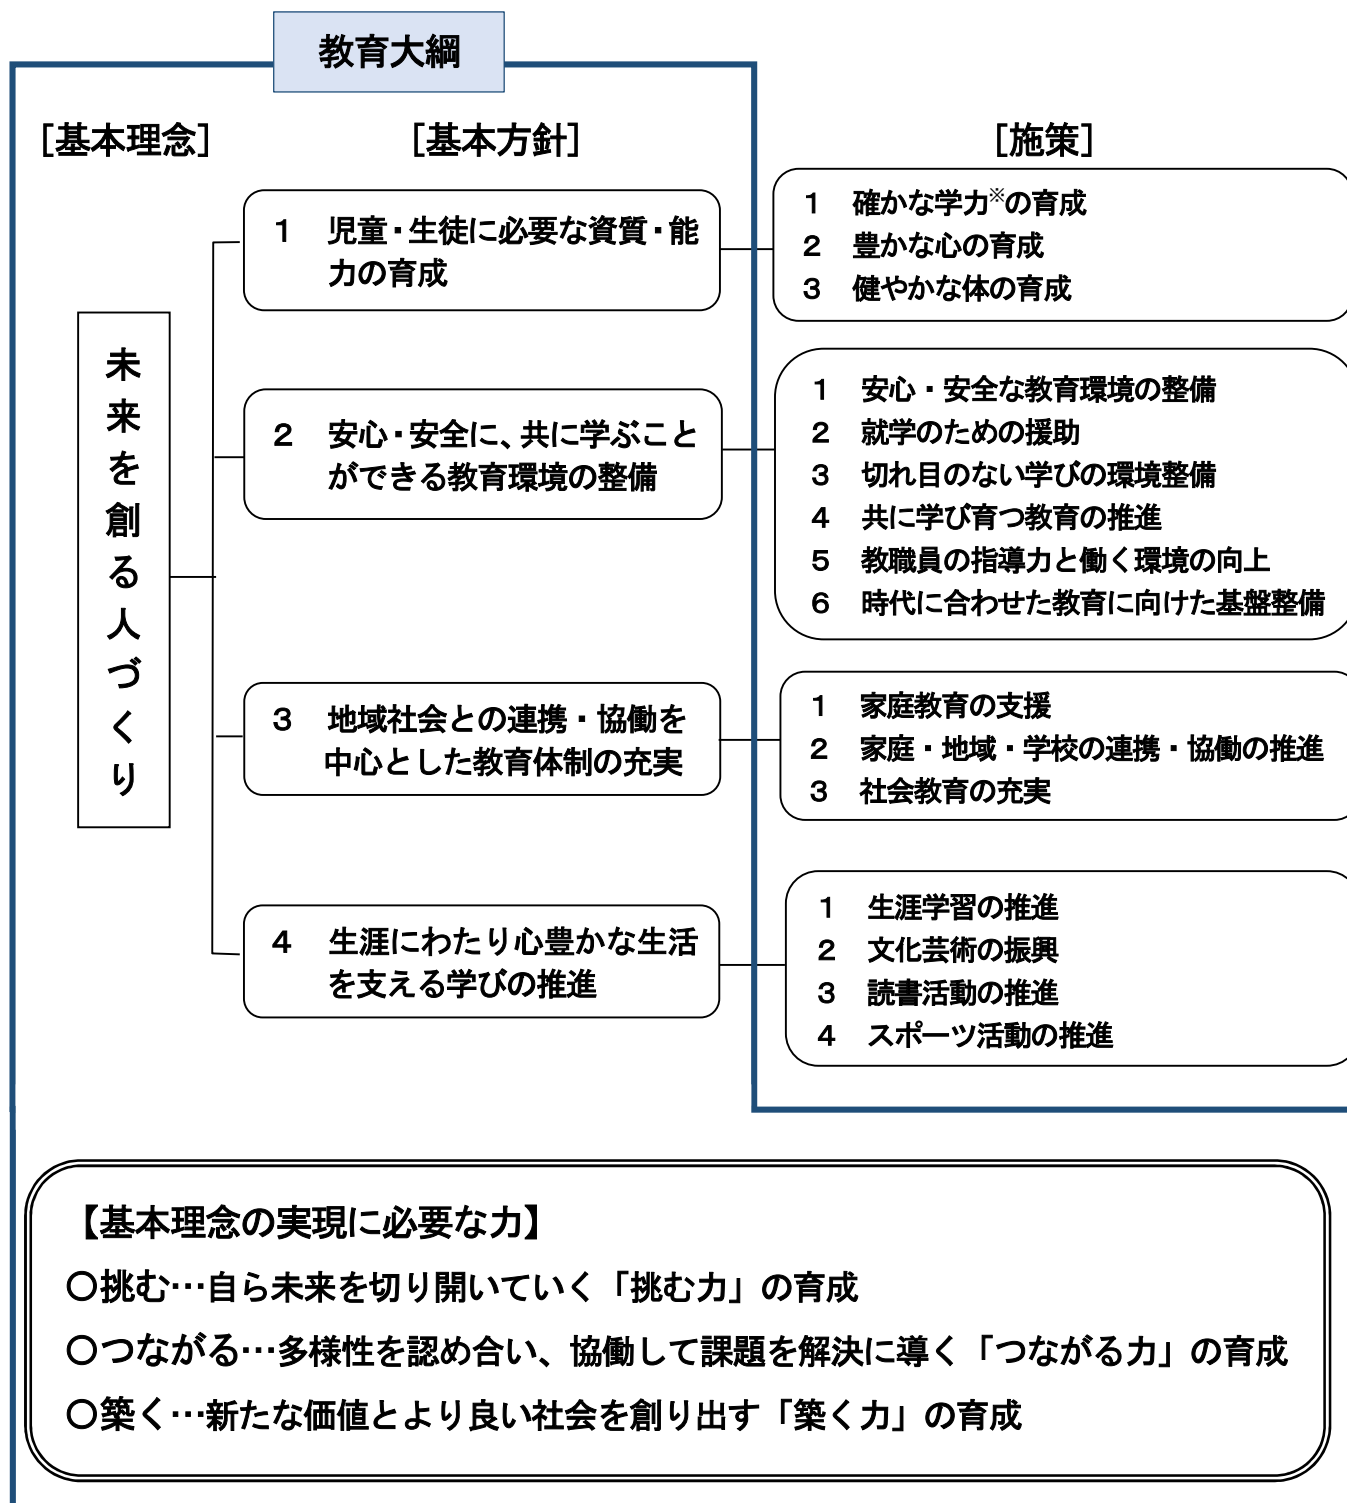 教育大綱
［基本理念］
［基本方針］
［施策］
未来を創る人づくり
１　児童・生徒に必要な資質・能
力の育成
１　確かな学力※の育成
２　豊かな心の育成
３　健やかな体の育成
２　安心・安全に、共に学ぶこと
ができる教育環境の整備
１　安心・安全な教育環境の整備
２　就学のための援助
３　切れ目のない学びの環境整備
４　共に学び育つ教育の推進
５　教職員の指導力と働く環境の向上
６　時代に合わせた教育に向けた基盤整備
３　地域社会との連携・協働を
中心とした教育体制の充実
１　家庭教育の支援
２　家庭・地域・学校の連携・協働の推進
３　社会教育の充実
４　生涯にわたり心豊かな生活
を支える学びの推進
１　生涯学習の推進
２　文化芸術の振興
３　読書活動の推進
４　スポーツ活動の推進
【基本理念の実現に必要な力】
〇挑む…自ら未来を切り開いていく「挑む力」の育成
〇つながる…多様性を認め合い、協働して課題を解決に導く「つながる力」の育成
〇築く…新たな価値とより良い社会を創り出す「築く力」の育成